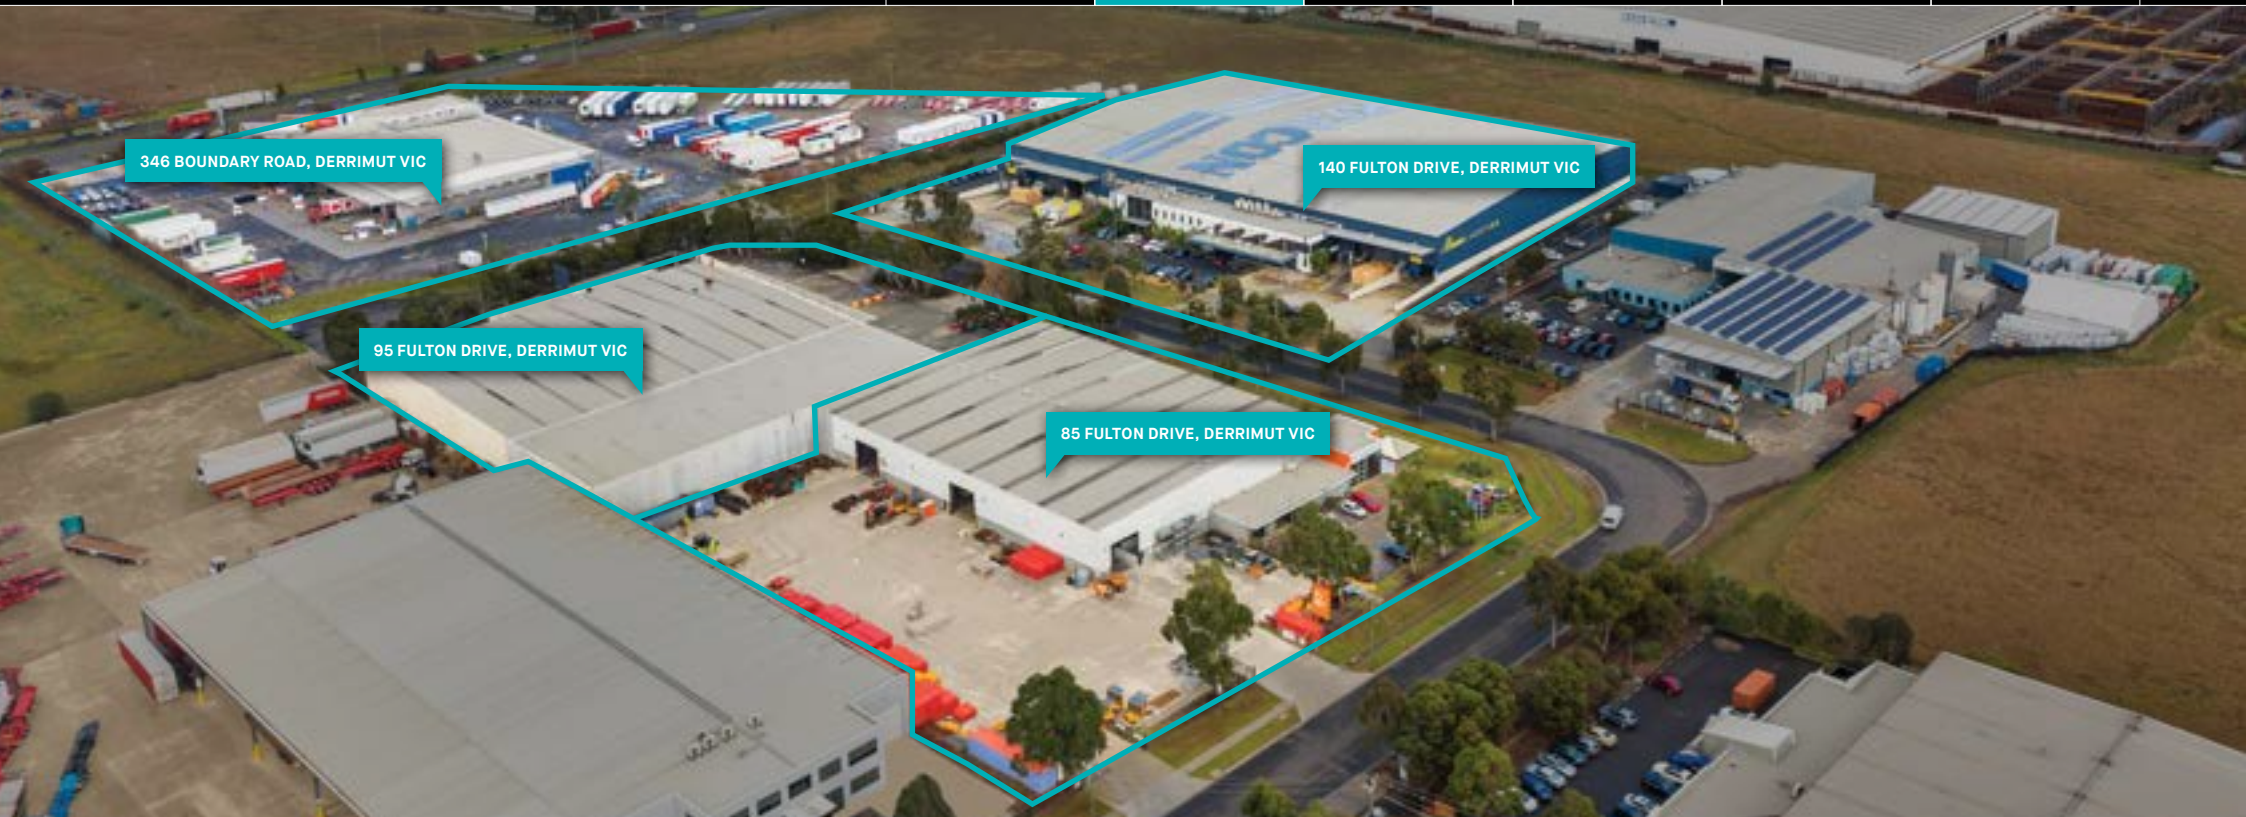 346 BOUNDARY ROAD, DERRIMUT VIC
140 FULTON DRIVE, DERRIMUT VIC
95 FULTON DRIVE, DERRIMUT VIC
85 FULTON DRIVE, DERRIMUT VIC